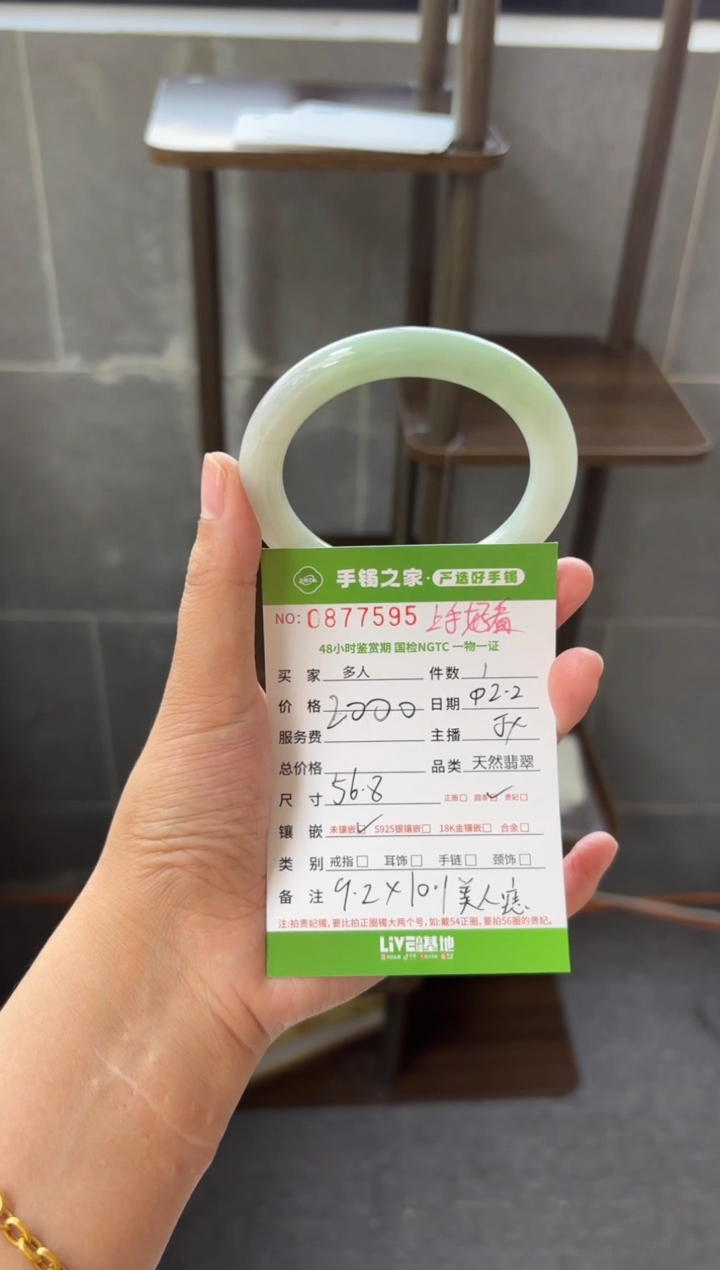 手镯之家·严选好手镯
NO: 0877595 上手好看
48小时鉴赏期 国检NGTC 一物一证
买家 多人 件数 1
价格 2000 日期 Φ2-2
服务费 主播
总价格 品类 天然翡翠
尺寸 56.8 正圈 圆条 贵妃
镶嵌 未镶嵌 S925银镶嵌 18K金镶嵌 合金
类别 戒指 耳饰 手链 颈饰
备注 9.2×10.1 美人痣
注:拍贵妃镯,要比拍正圈镯大两个号,如:戴54正圈,要拍56圈的贵妃。
LIVE 基地